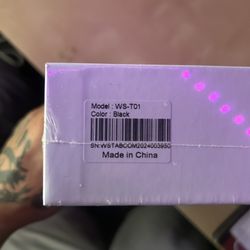 Model : WS-T01
Color : Black
SN:WSTABCOM2024003950
Made in China